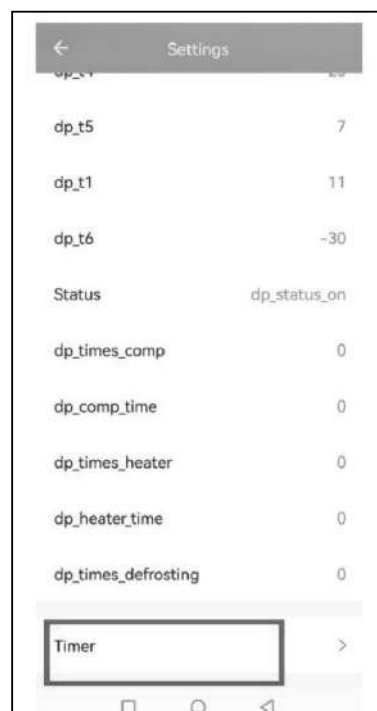 Settings
dp_t5 7
dp_t1 11
dp_t6 -30
Status dp_status_on
dp_times_comp 0
dp_comp_time 0
dp_times_heater 0
dp_heater_time 0
dp_times_defrosting 0
Timer